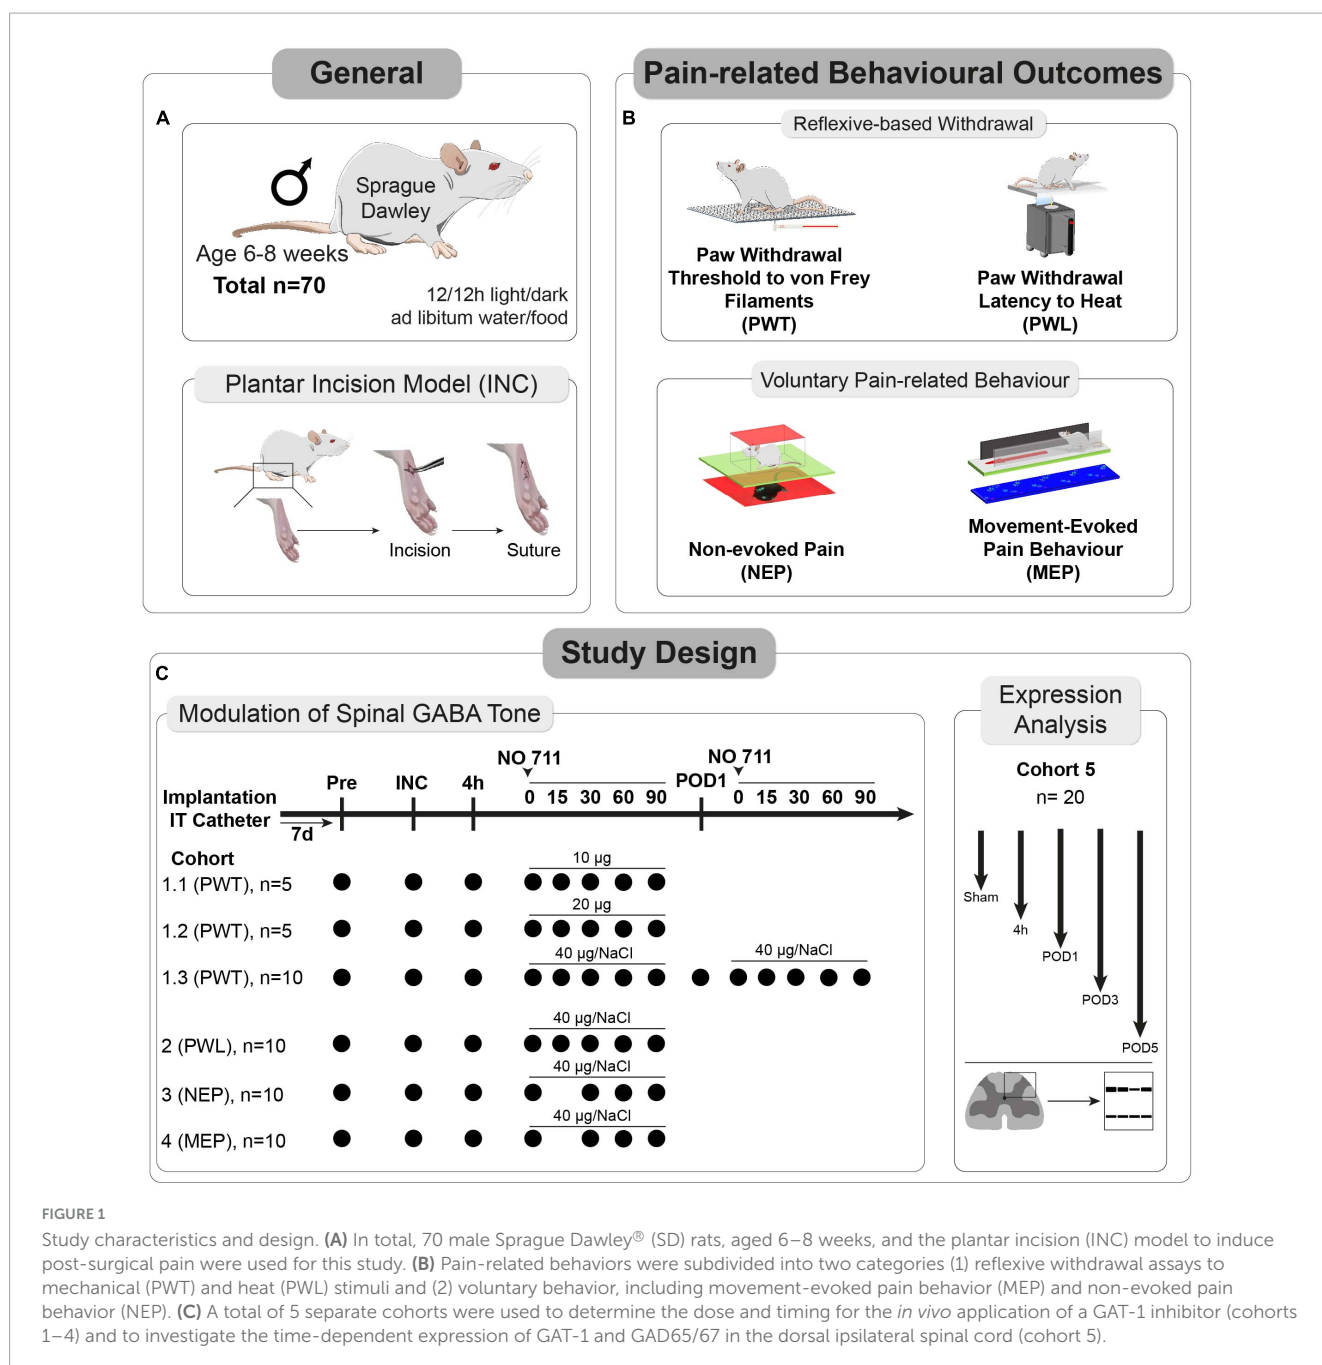 General
A
Sprague
Dawley
Age 6-8 weeks
Total n=70
12/12h light/dark
ad libitum water/food
Plantar Incision Model (INC)
Incision
Suture
Pain-related Behavioural Outcomes
B
Reflexive-based Withdrawal
Paw Withdrawal
Threshold to von Frey
Filaments
(PWT)
Paw Withdrawal
Latency to Heat
(PWL)
Voluntary Pain-related Behaviour
Non-evoked Pain
(NEP)
Movement-Evoked
Pain Behaviour
(MEP)
Study Design
C
Modulation of Spinal GABA Tone
NO 711
NO 711
Pre
INC
4h
POD1
0 15 30 60 90
0 15 30 60 90
Implantation
IT Catheter
7d
Cohort
10 µg
1.1 (PWT), n=5
20 µg
1.2 (PWT), n=5
40 µg/NaCl
40 µg/NaCl
1.3 (PWT), n=10
40 µg/NaCl
2 (PWL), n=10
40 µg/NaCl
3 (NEP), n=10
40 µg/NaCl
4 (MEP), n=10
Expression
Analysis
Cohort 5
n= 20
Sham
4h
POD1
POD3
POD5
FIGURE 1
Study characteristics and design. (A) In total, 70 male Sprague Dawley® (SD) rats, aged 6–8 weeks, and the plantar incision (INC) model to induce
post-surgical pain were used for this study. (B) Pain-related behaviors were subdivided into two categories (1) reflexive withdrawal assays to
mechanical (PWT) and heat (PWL) stimuli and (2) voluntary behavior, including movement-evoked pain behavior (MEP) and non-evoked pain
behavior (NEP). (C) A total of 5 separate cohorts were used to determine the dose and timing for the in vivo application of a GAT-1 inhibitor (cohorts
1–4) and to investigate the time-dependent expression of GAT-1 and GAD65/67 in the dorsal ipsilateral spinal cord (cohort 5).